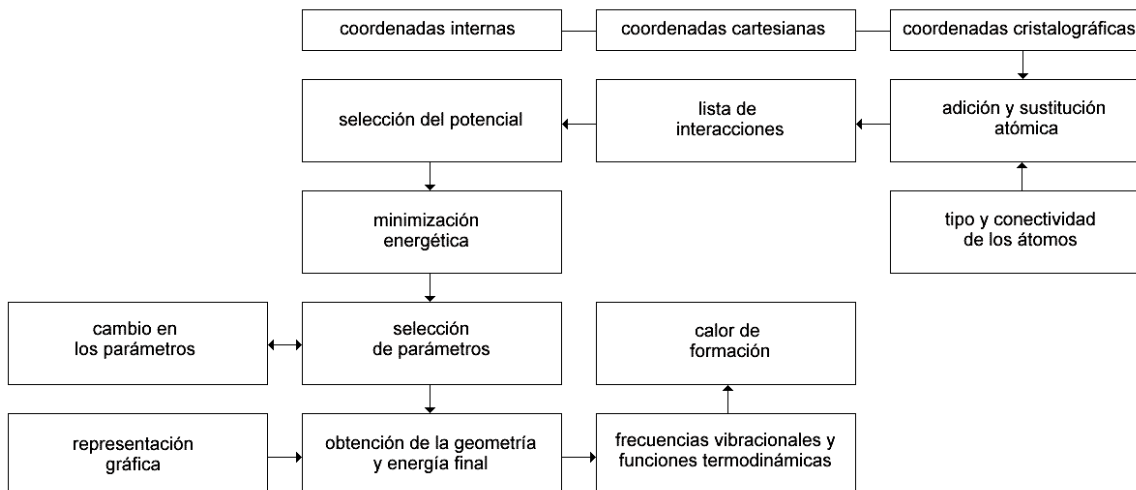 coordenadas internas
coordenadas cartesianas
coordenadas cristalográficas
selección del potencial
lista de
interacciones
adición y sustitución
atómica
minimización
energética
tipo y conectividad
de los átomos
cambio en
los parámetros
selección
de parámetros
calor de
formación
representación
gráfica
obtención de la geometría
y energía final
frecuencias vibracionales y
funciones termodinámicas